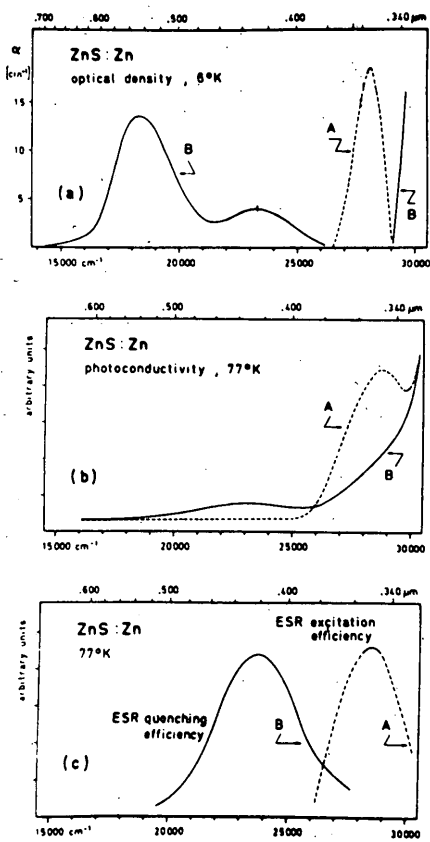 .700 .600 .500 .400 .340 µm
α
[cm⁻¹]
ZnS : Zn
optical density , 6°K
15
10
5
A
B
B
(a)
15000 cm⁻¹ 20000 25000 30000
.600 .500 .400 .340 µm
arbitrary units
ZnS : Zn
photoconductivity , 77°K
A
B
(b)
15000 cm⁻¹ 20000 25000 30000
.600 .500 .400 .340 µm
arbitrary units
ZnS : Zn
77°K
ESR excitation
efficiency
ESR quenching
efficiency
B
A
(c)
15000 cm⁻¹ 20000 25000 30000